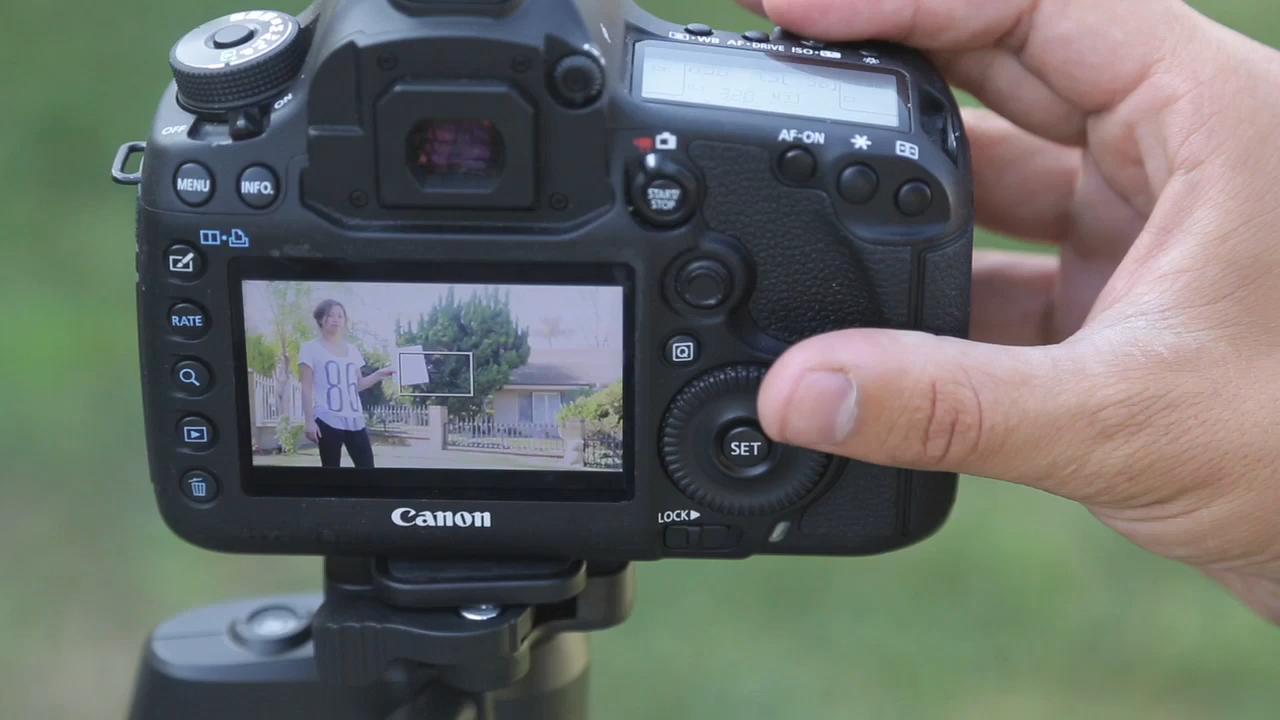 WB AF•DRIVE ISO
ON
OFF
AF-ON
MENU
INFO.
START/
STOP
RATE
Q
86
SET
Canon
LOCK